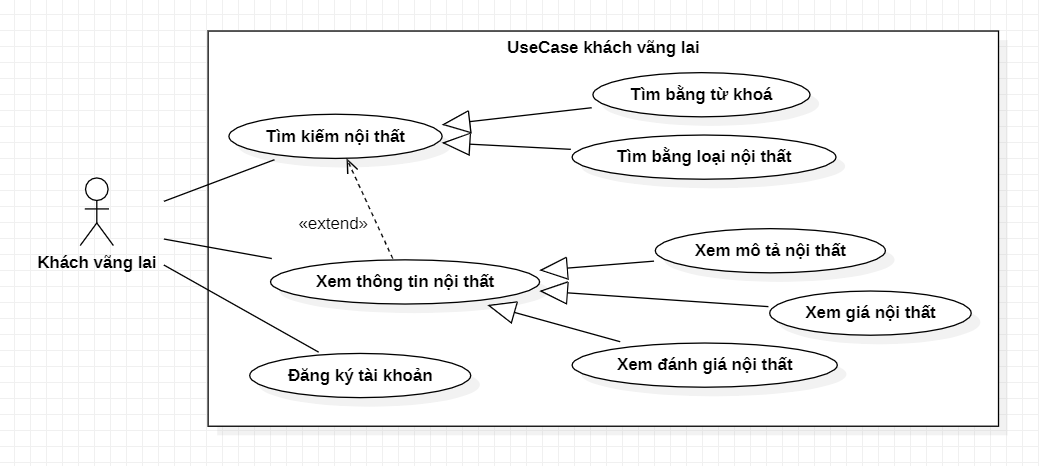 UseCase khách vãng lai
Tìm bằng từ khoá
Tìm kiếm nội thất
Tìm bằng loại nội thất
«extend»
Khách vãng lai
Xem mô tả nội thất
Xem thông tin nội thất
Xem giá nội thất
Xem đánh giá nội thất
Đăng ký tài khoản